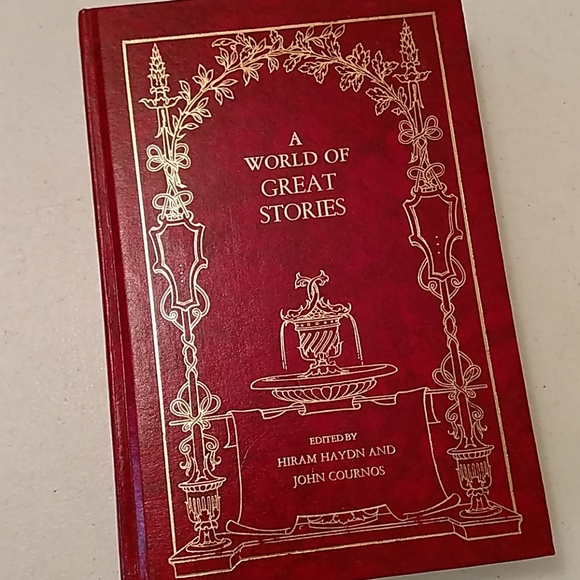 A
WORLD OF
GREAT
STORIES
EDITED BY
HIRAM HAYDN AND
JOHN COURNOS